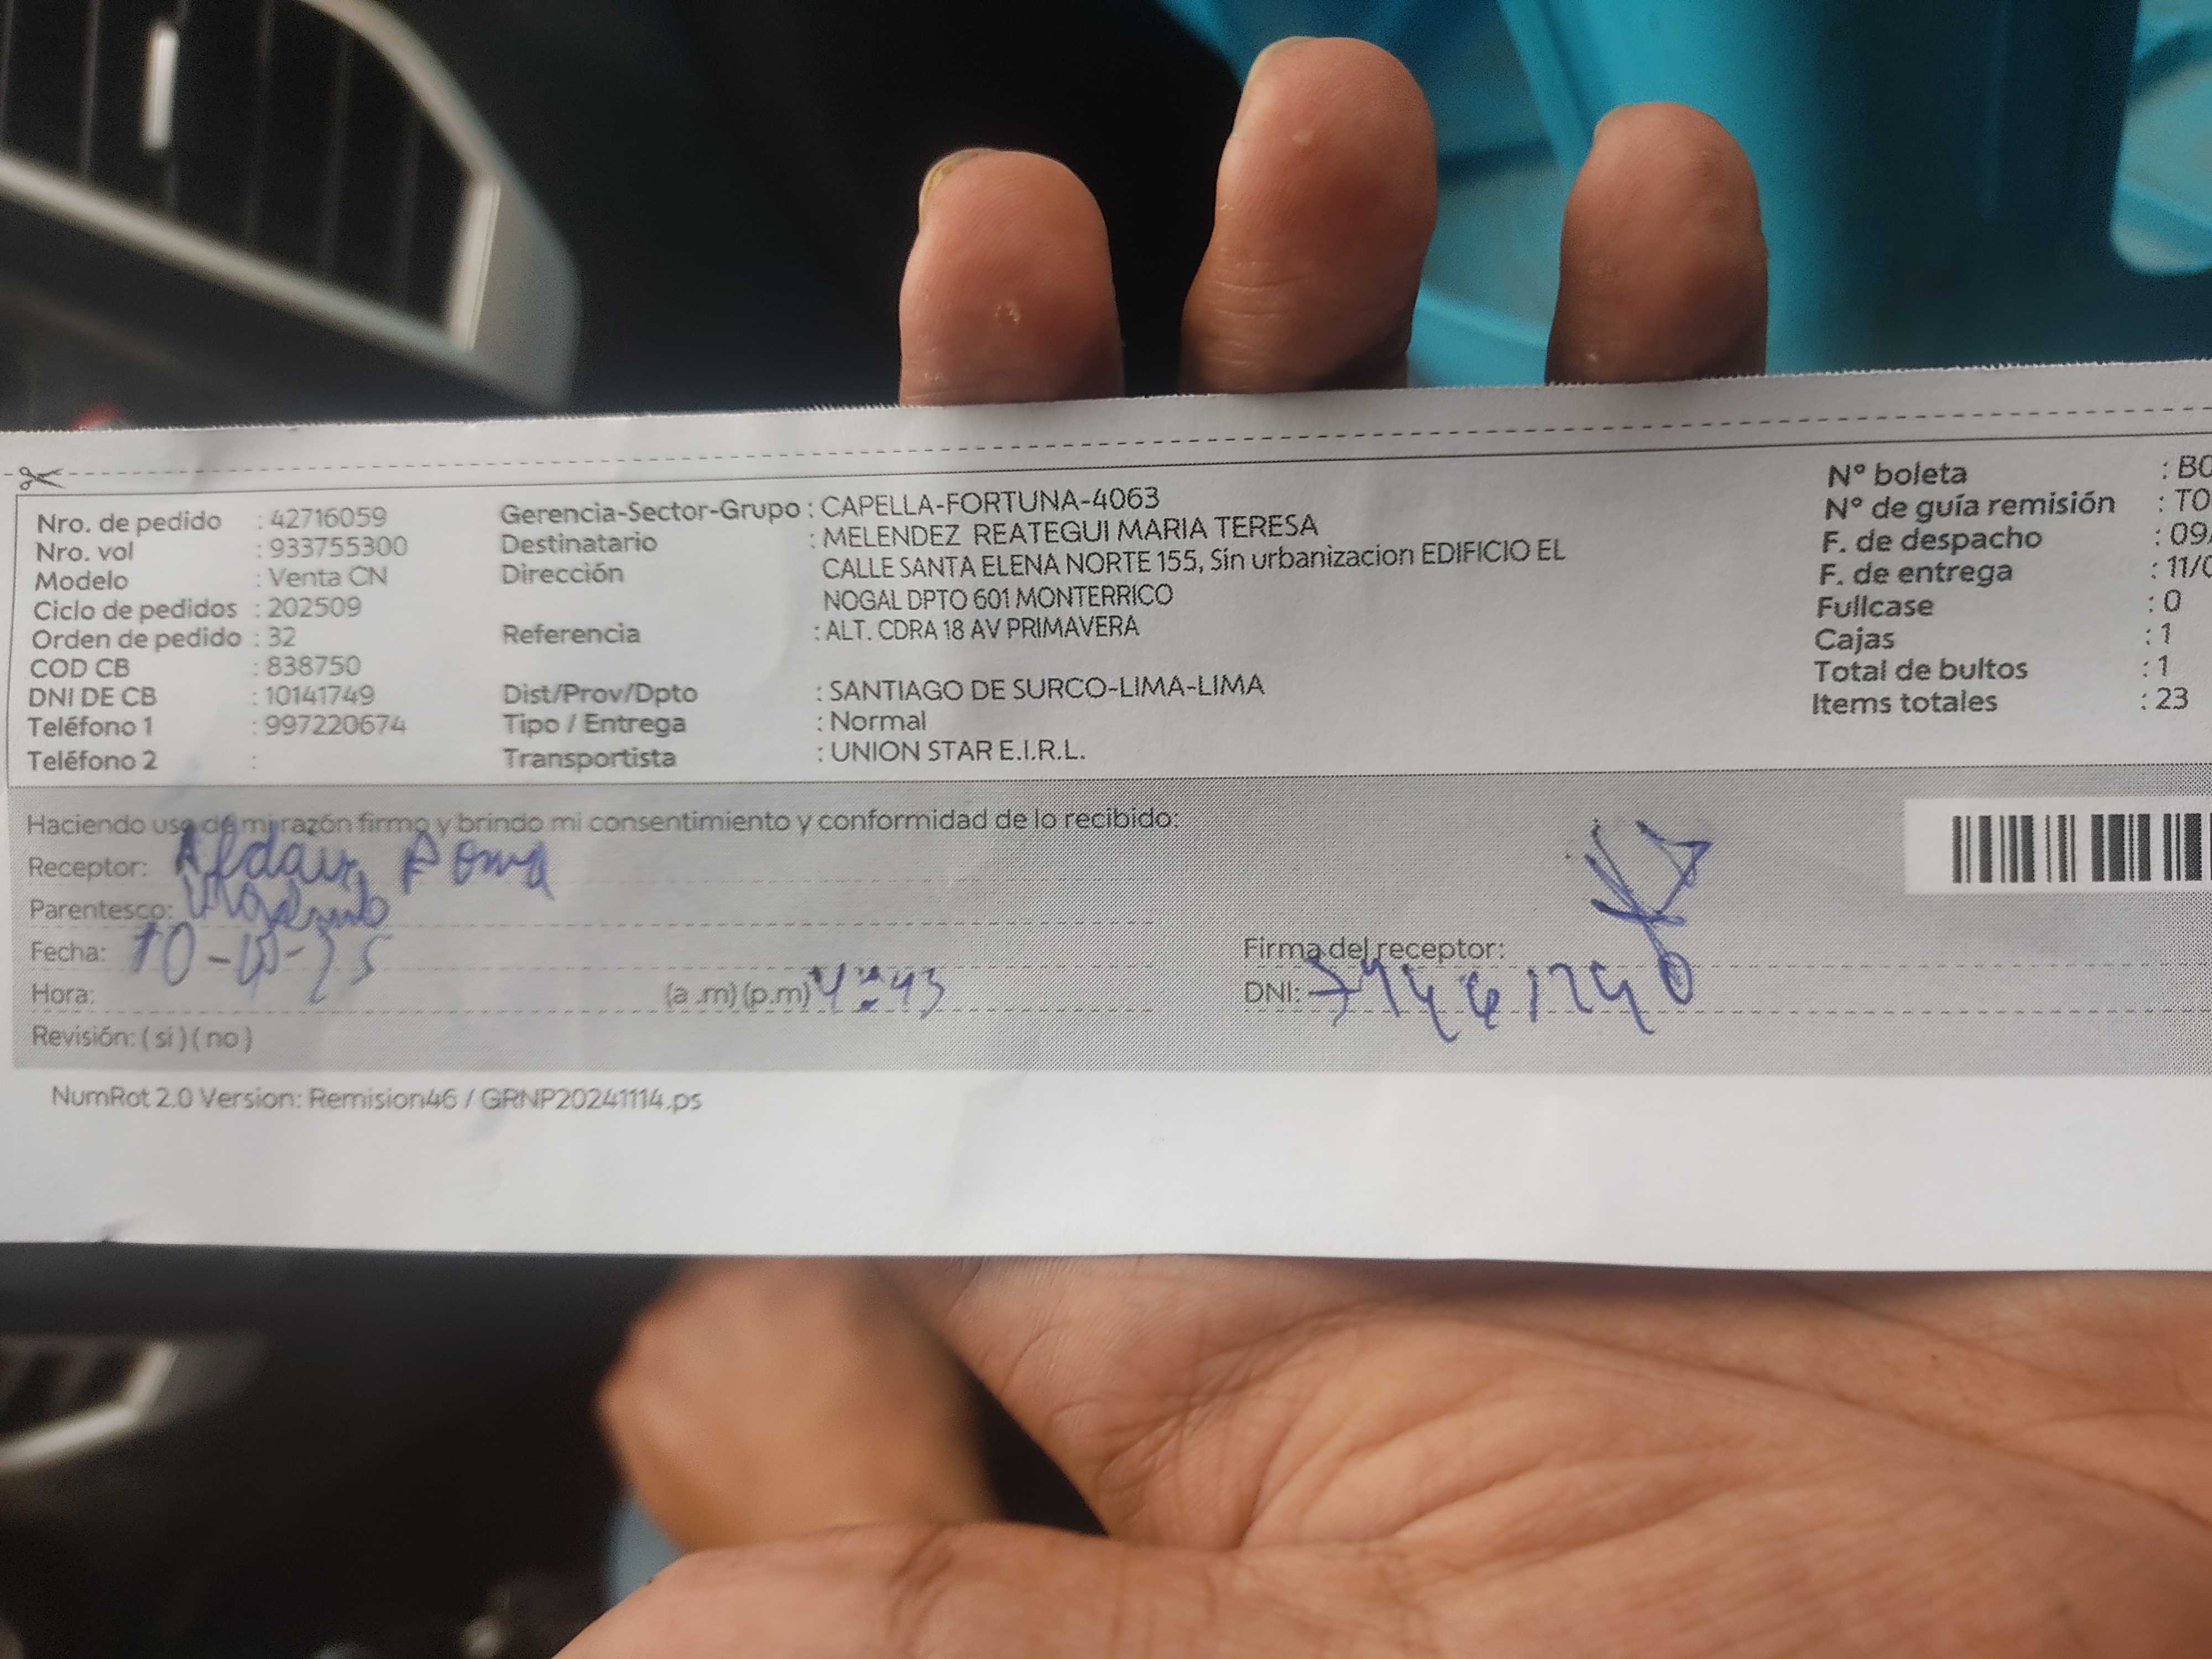 Nro. de pedido : 42716059
Nro. vol : 933755300
Modelo : Venta CN
Ciclo de pedidos : 202509
Orden de pedido : 32
COD CB : 838750
DNI DE CB : 10141749
Teléfono 1 : 997220674
Teléfono 2 :
Gerencia-Sector-Grupo : CAPELLA-FORTUNA-4063
Destinatario : MELENDEZ REATEGUI MARIA TERESA
Dirección CALLE SANTA ELENA NORTE 155, Sin urbanizacion EDIFICIO EL
NOGAL DPTO 601 MONTERRICO
Referencia : ALT. CDRA 18 AV PRIMAVERA
Dist/Prov/Dpto : SANTIAGO DE SURCO-LIMA-LIMA
Tipo / Entrega : Normal
Transportista : UNION STAR E.I.R.L.
N° boleta : B0
N° de guía remisión : T0
F. de despacho : 09
F. de entrega : 11/0
Fullcase : 0
Cajas : 1
Total de bultos : 1
Items totales : 23
Haciendo uso de mi razón firmo y brindo mi consentimiento y conformidad de lo recibido:
Receptor: Aldair Poma
Parentesco:
Fecha:
Hora: (a .m) (p.m) 4:43
Firma del receptor:
DNI:
Revisión: ( si ) ( no )
NumRot 2.0 Version: Remision46 / GRNP20241114.ps